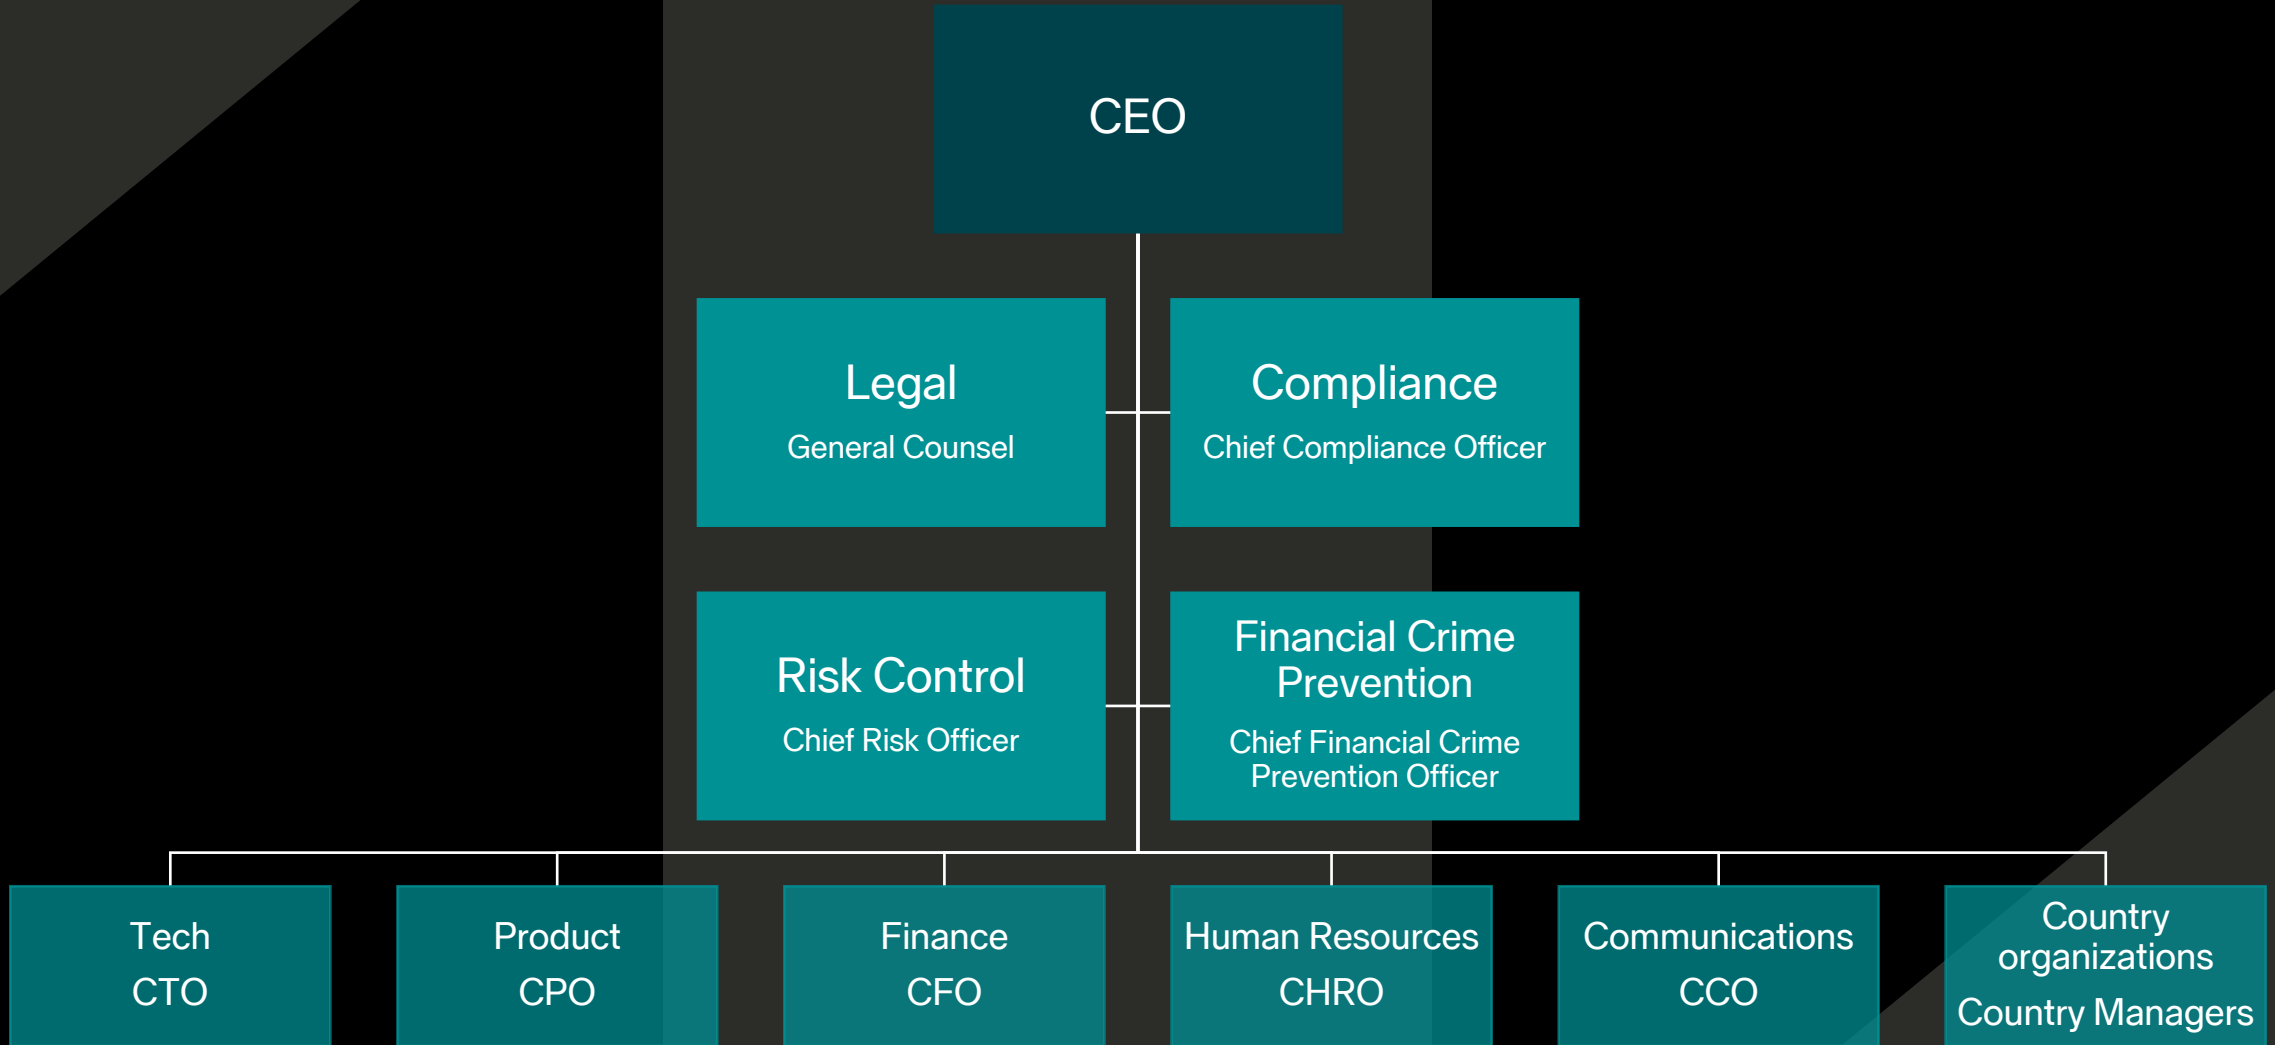 CEO
Legal
General Counsel
Compliance
Chief Compliance Officer
Risk Control
Chief Risk Officer
Financial Crime
Prevention
Chief Financial Crime
Prevention Officer
Tech
CTO
Product
CPO
Finance
CFO
Human Resources
CHRO
Communications
CCO
Country
organizations
Country Managers